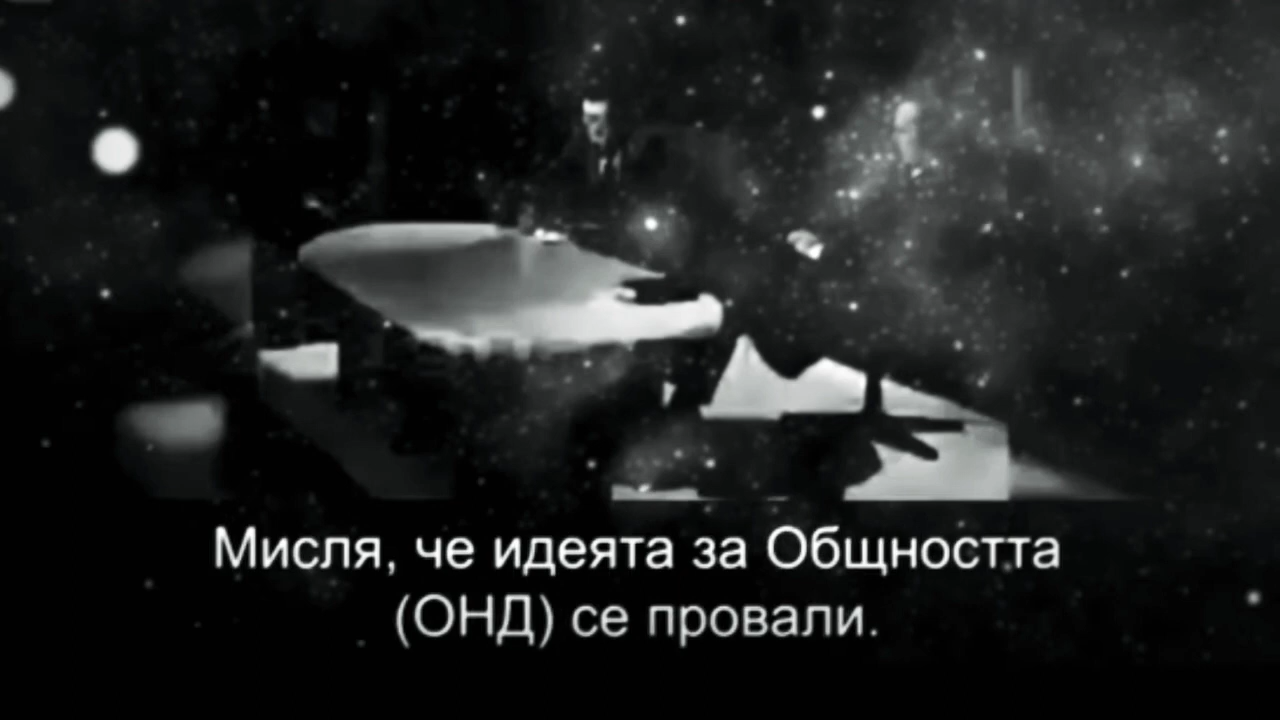 Мисля, че идеята за Общността
(ОНД) се провали.